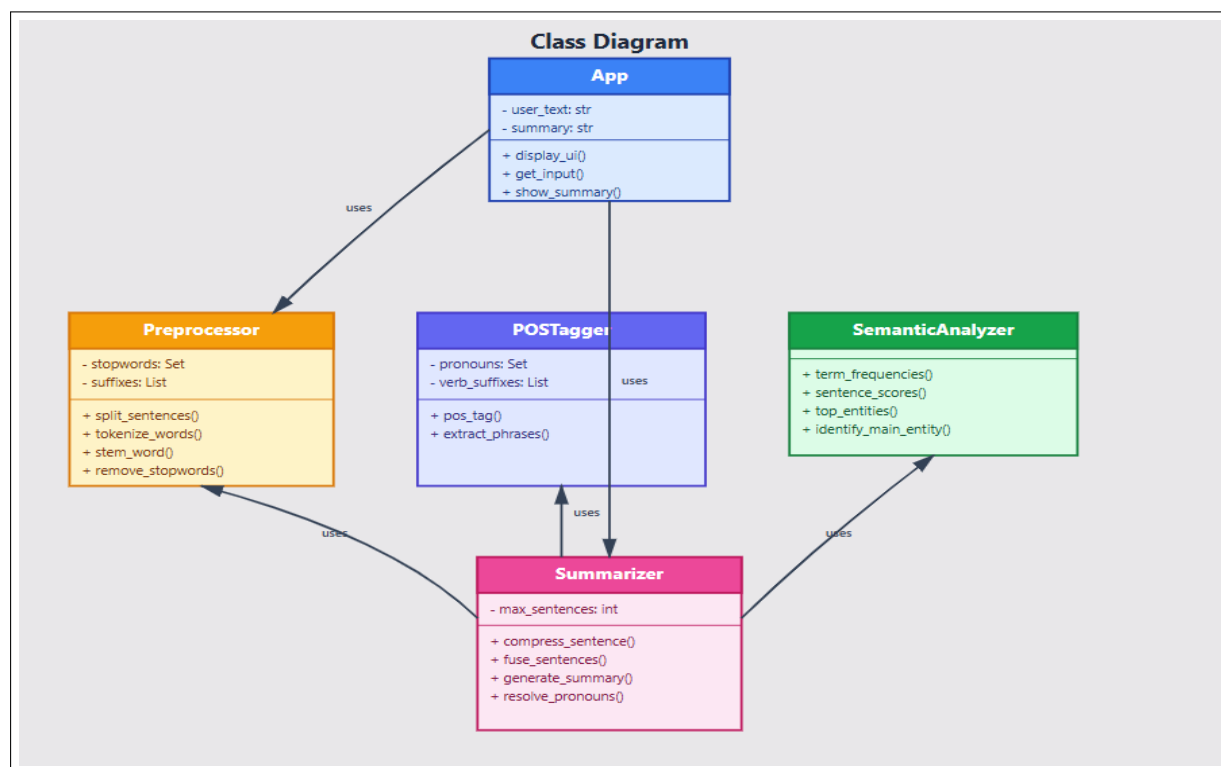 Class Diagram
App
- user_text: str
- summary: str
+ display_ui()
+ get_input()
+ show_summary()
uses
Preprocessor
- stopwords: Set
- suffixes: List
+ split_sentences()
+ tokenize_words()
+ stem_word()
+ remove_stopwords()
POSTagger
- pronouns: Set
- verb_suffixes: List
uses
+ pos_tag()
+ extract_phrases()
SemanticAnalyzer
+ term_frequencies()
+ sentence_scores()
+ top_entities()
+ identify_main_entity()
uses
uses
uses
Summarizer
- max_sentences: int
+ compress_sentence()
+ fuse_sentences()
+ generate_summary()
+ resolve_pronouns()